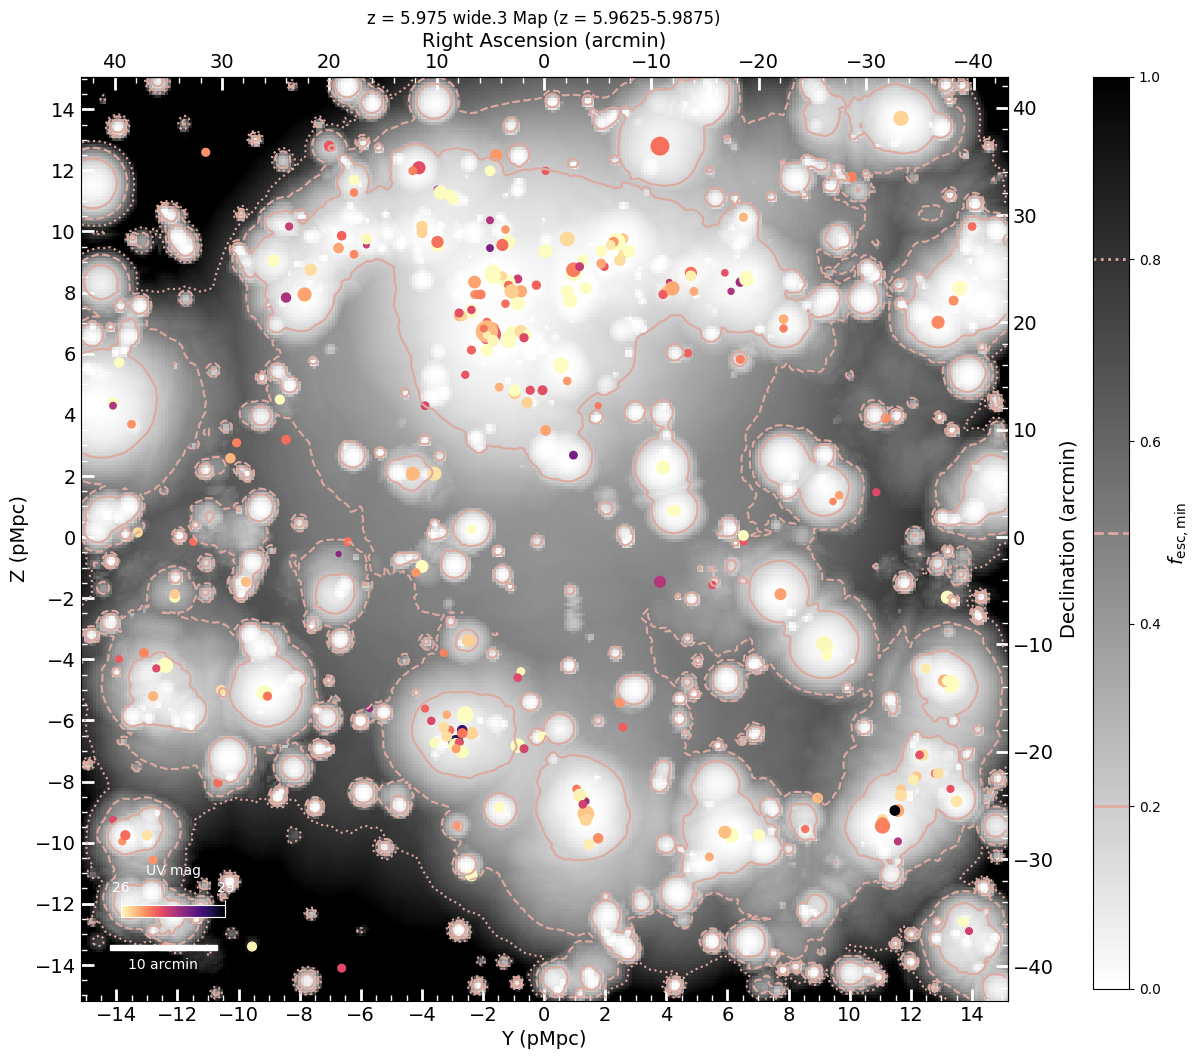 z = 5.975 wide.3 Map (z = 5.9625-5.9875)
Right Ascension (arcmin)
40 30 20 10 0 −10 −20 −30 −40
14 12 10 8 6 4 2 0 −2 −4 −6 −8 −10 −12 −14
Z (pMpc)
40 30 20 10 0 −10 −20 −30 −40
Declination (arcmin)
UV mag
26 29
10 arcmin
−14 −12 −10 −8 −6 −4 −2 0 2 4 6 8 10 12 14
Y (pMpc)
1.0
0.8
0.6
0.4
0.2
0.0
fesc,min